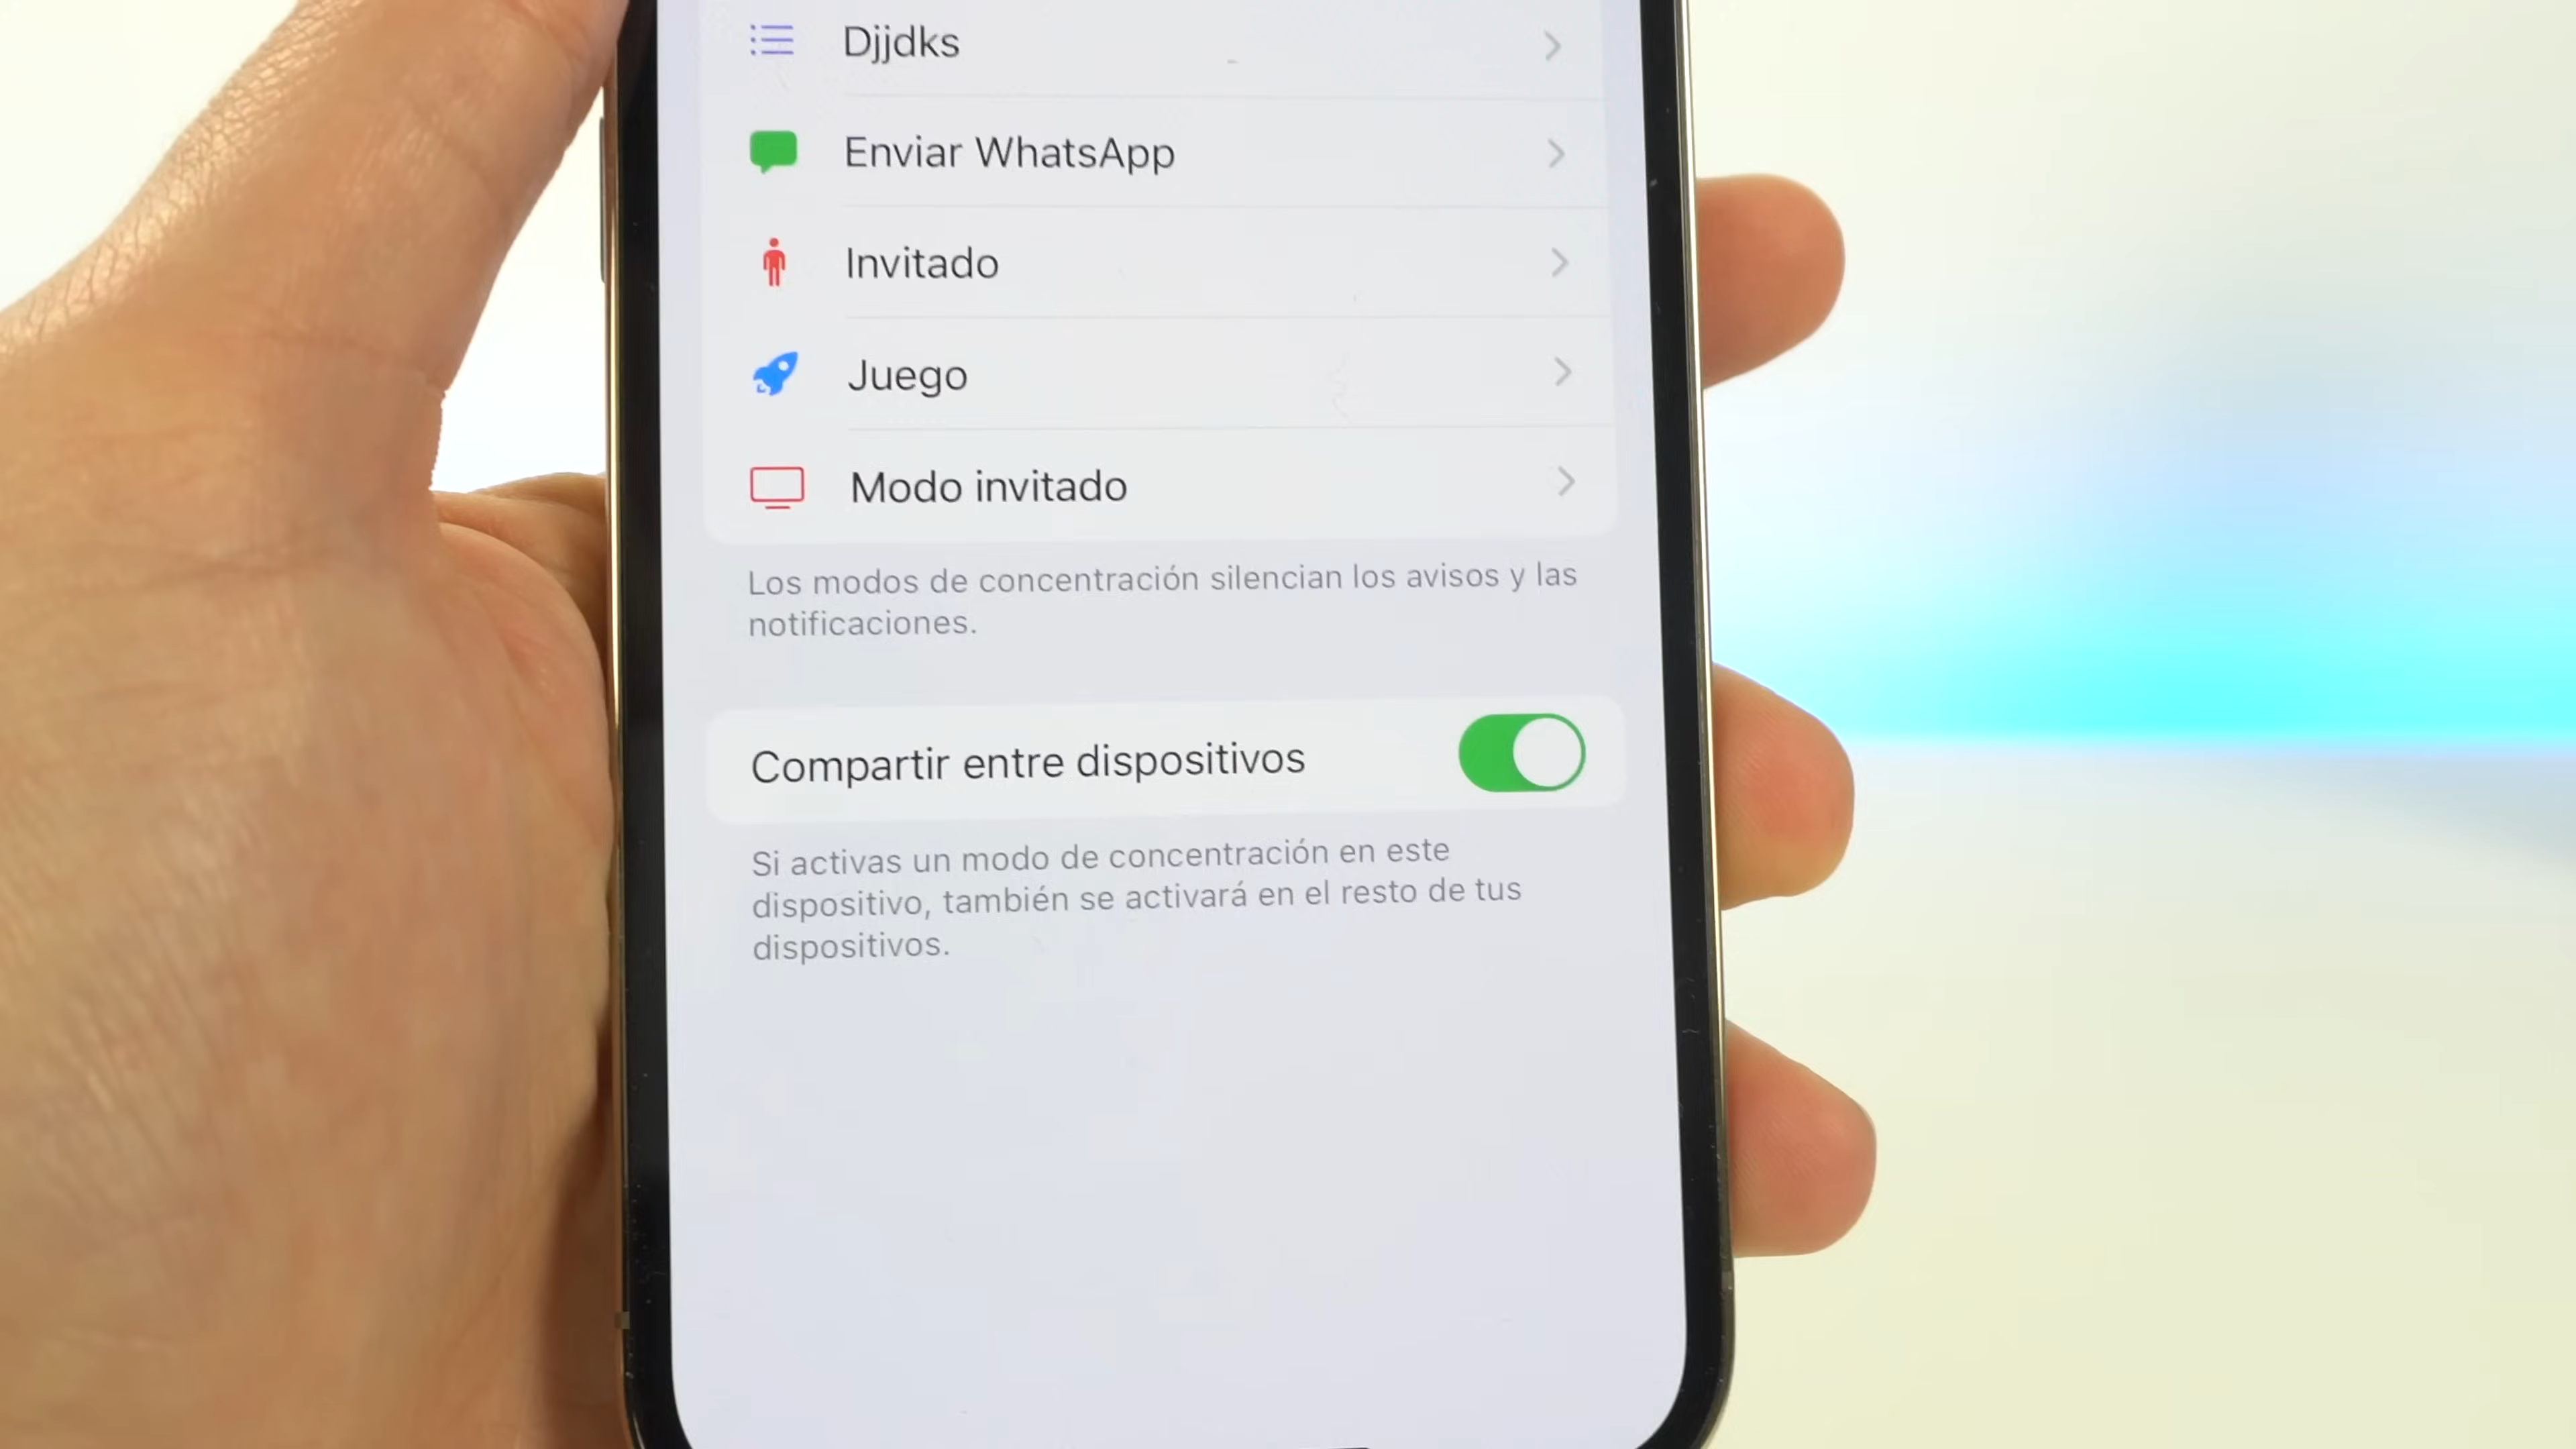 Djjdks
Enviar WhatsApp
Invitado
Juego
Modo invitado
Los modos de concentración silencian los avisos y las
notificaciones.
Compartir entre dispositivos
Si activas un modo de concentración en este
dispositivo, también se activará en el resto de tus
dispositivos.